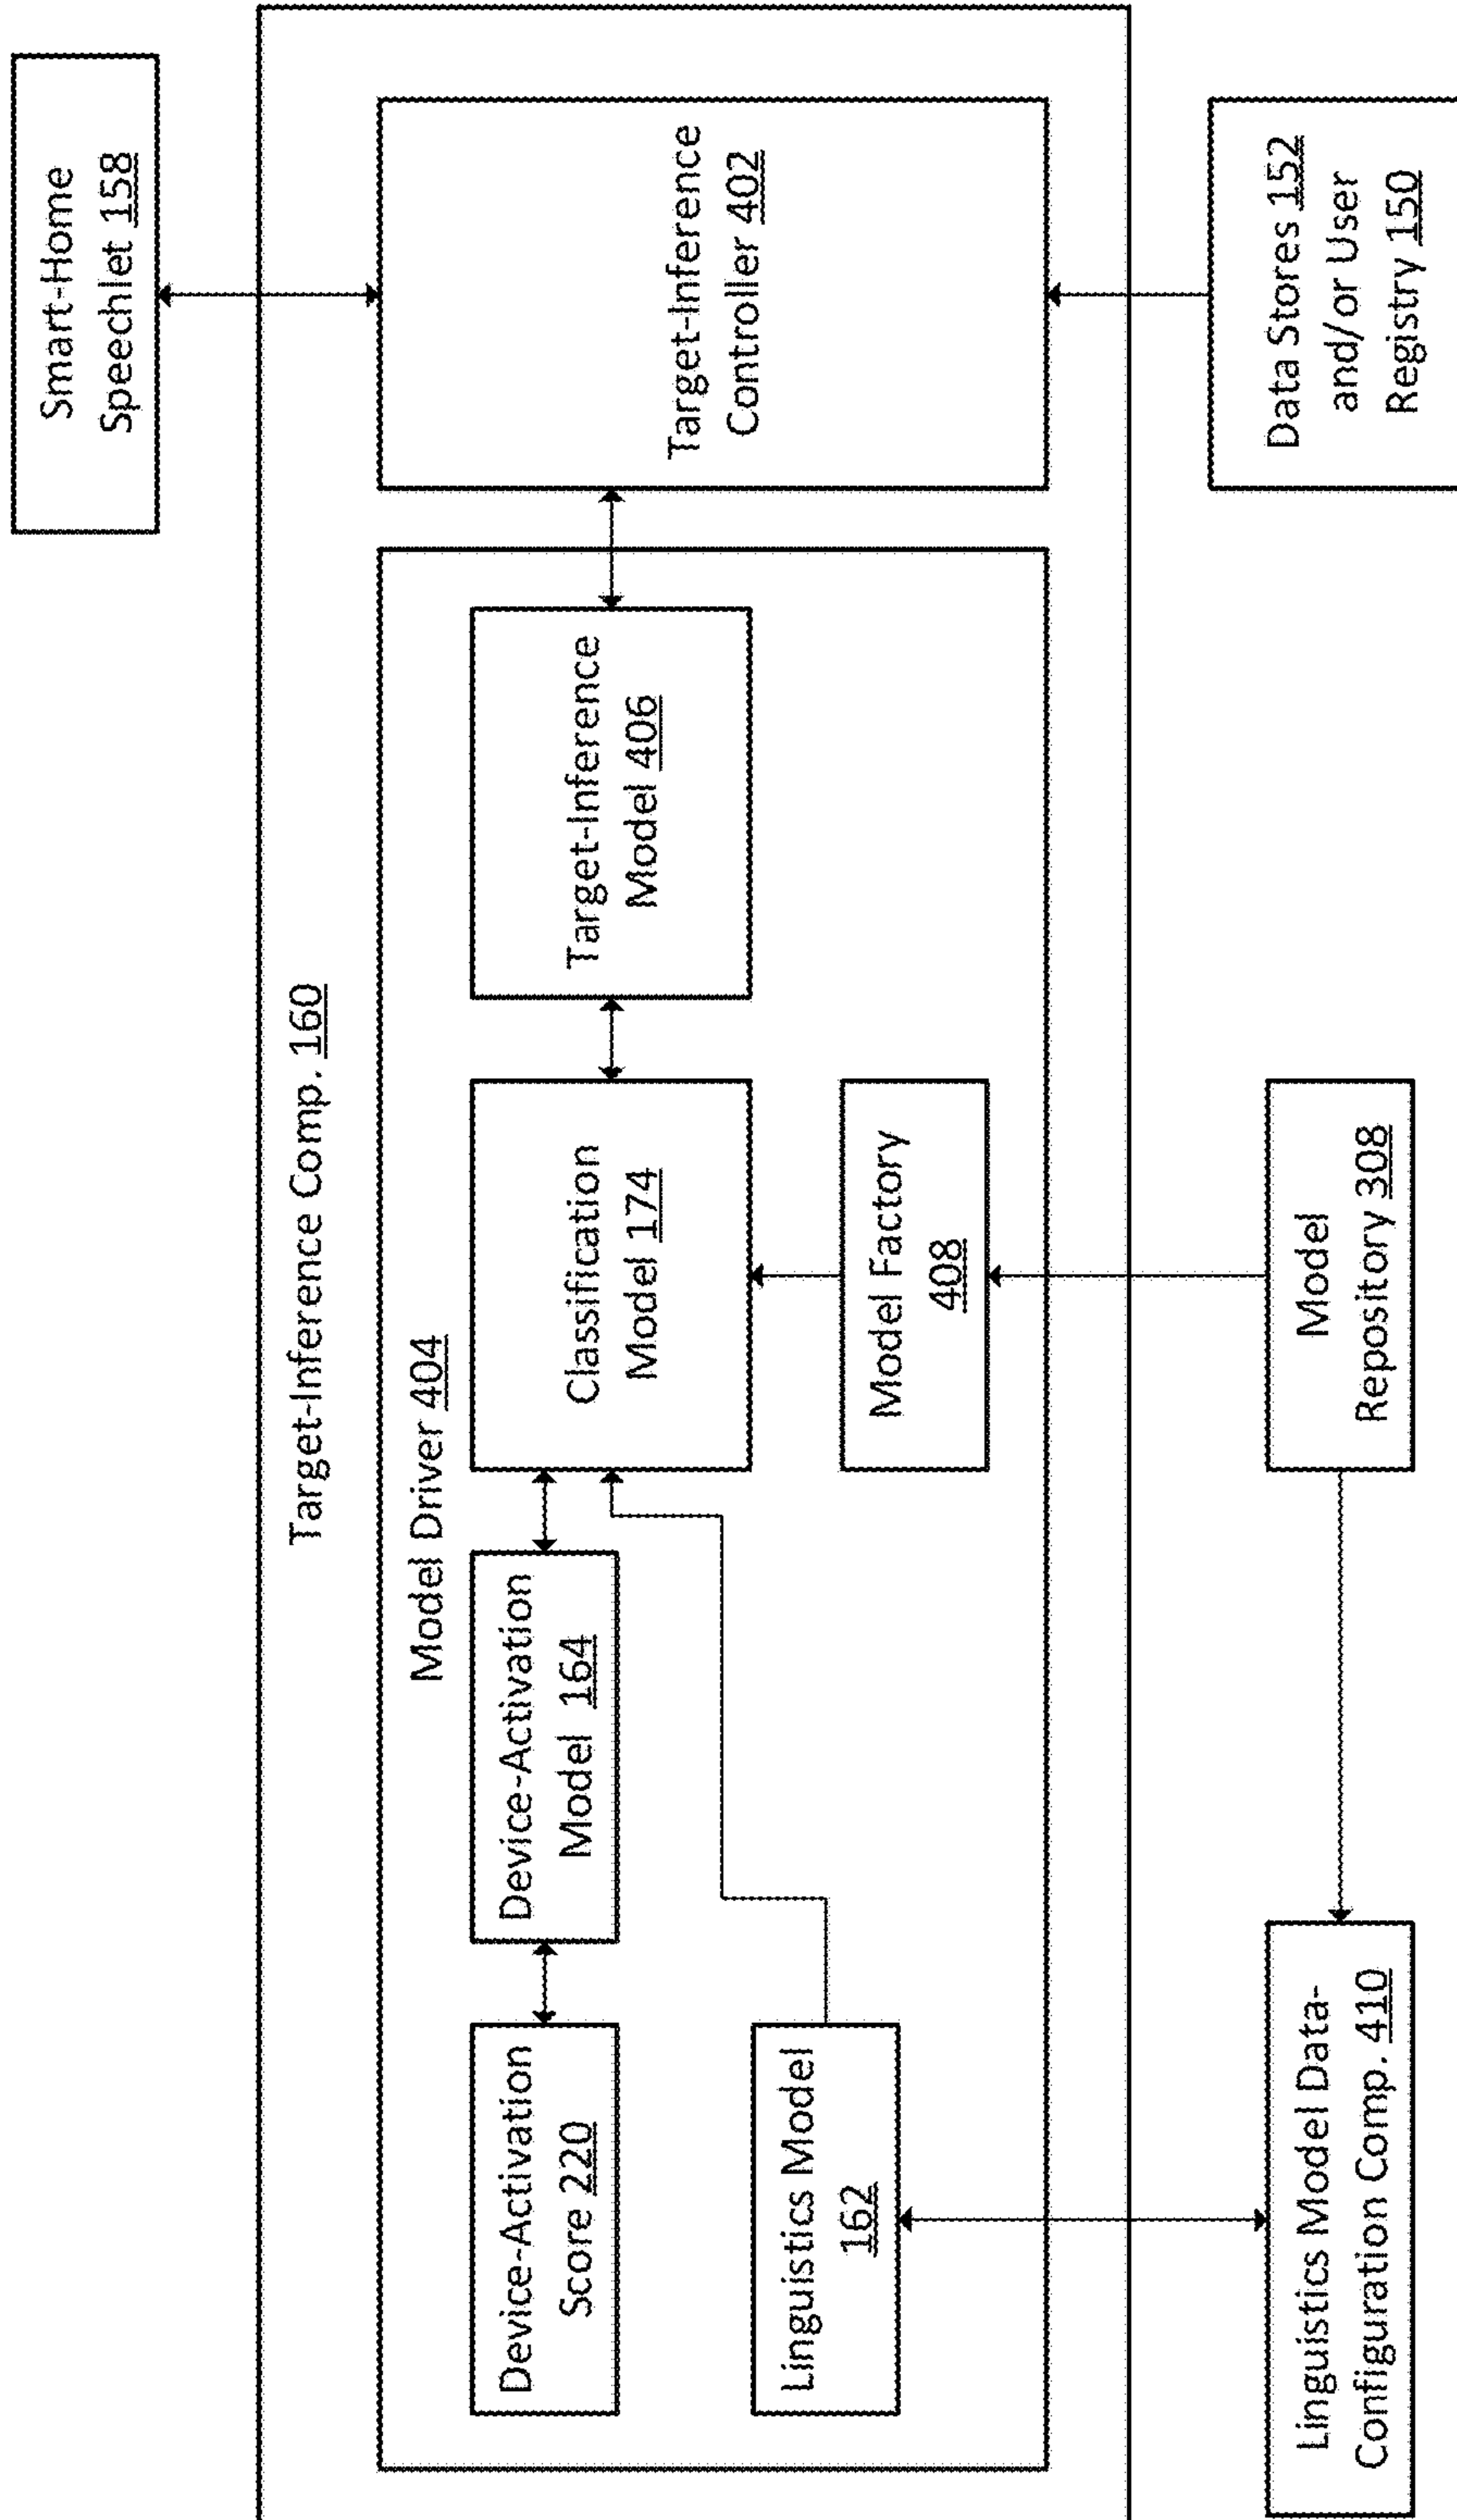 Smart-Home
Speechlet 158
Target-Inference Comp. 160
Model Driver 404
Device-Activation
Score 220
Device-Activation
Model 164
Classification
Model 174
Target-Inference
Model 406
Target-Inference
Controller 402
Linguistics Model
162
Model Factory
408
Linguistics Model Data-
Configuration Comp. 410
Model
Repository 308
Data Stores 152
and/or User
Registry 150